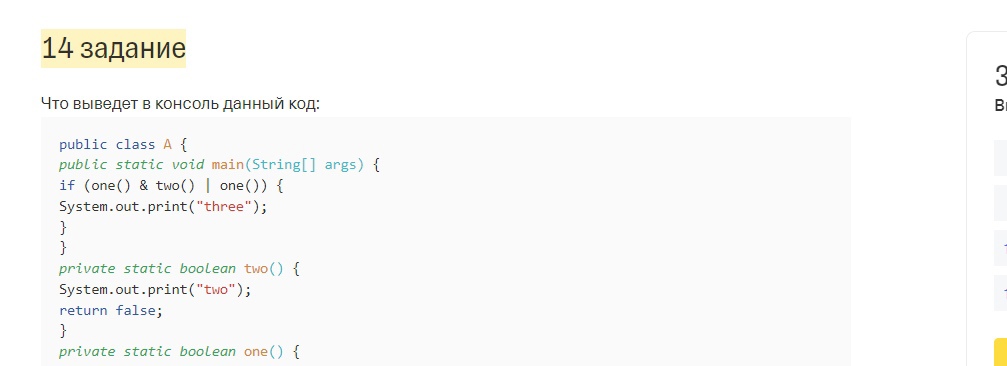 14 задание
Что выведет в консоль данный код:
public class A {
public static void main(String[] args) {
if (one() & two() | one()) {
System.out.print("three");
}
}
private static boolean two() {
System.out.print("two");
return false;
}
private static boolean one() {